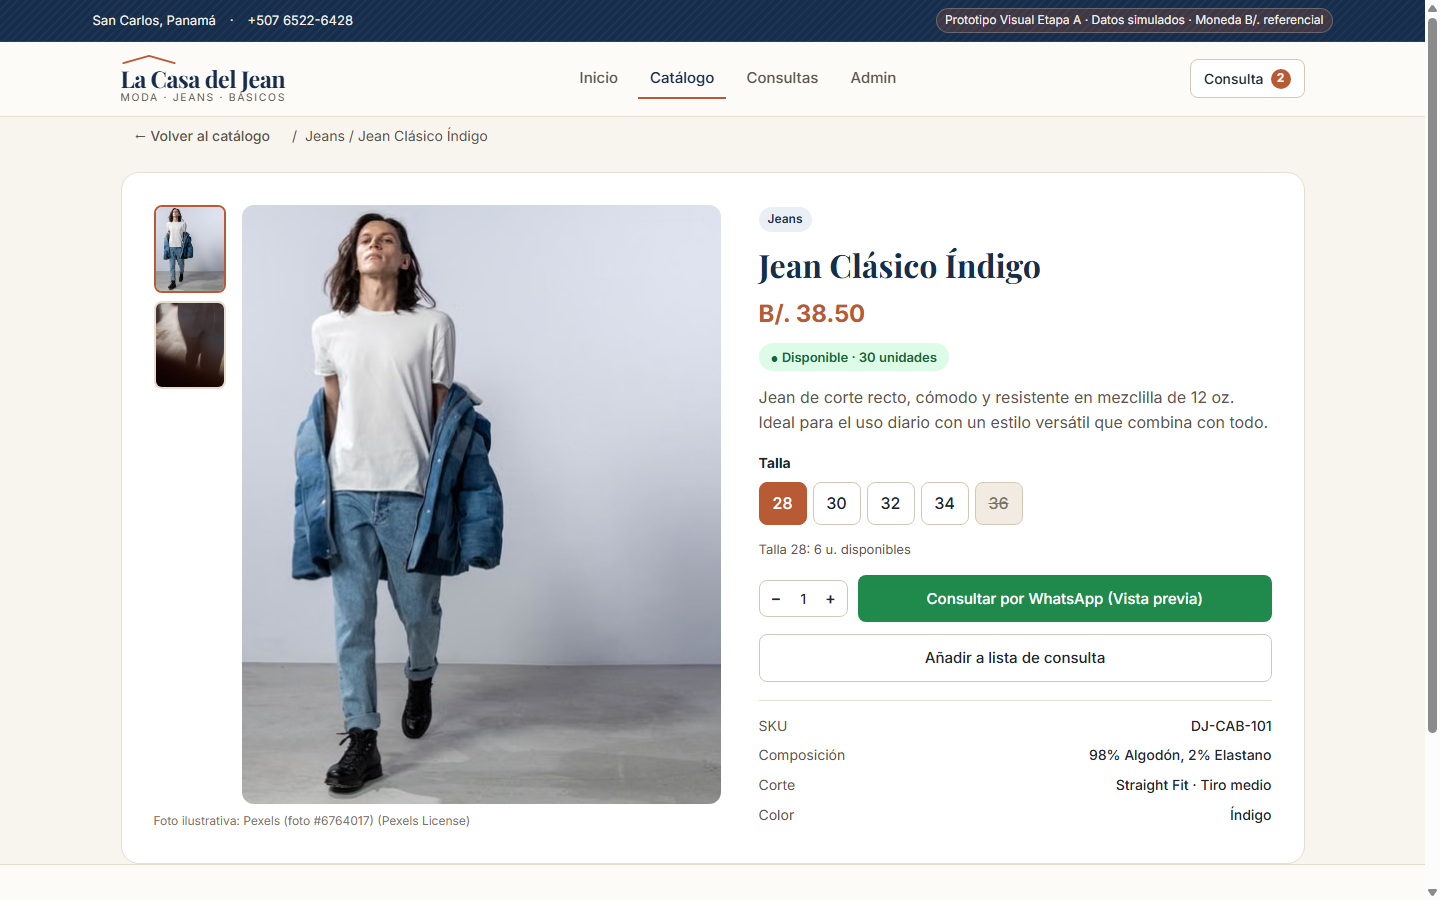 San Carlos, Panamá · +507 6522-6428
Prototipo Visual Etapa A · Datos simulados · Moneda B/. referencial
La Casa del Jean
MODA · JEANS · BÁSICOS
Inicio Catálogo Consultas Admin
Consulta 2
← Volver al catálogo / Jeans / Jean Clásico Índigo
Jeans
Jean Clásico Índigo
B/. 38.50
● Disponible · 30 unidades
Jean de corte recto, cómodo y resistente en mezclilla de 12 oz.
Ideal para el uso diario con un estilo versátil que combina con todo.
Talla
28 30 32 34 36
Talla 28: 6 u. disponibles
− 1 +
Consultar por WhatsApp (Vista previa)
Añadir a lista de consulta
SKU DJ-CAB-101
Composición 98% Algodón, 2% Elastano
Corte Straight Fit · Tiro medio
Color Índigo
Foto ilustrativa: Pexels (foto #6764017) (Pexels License)